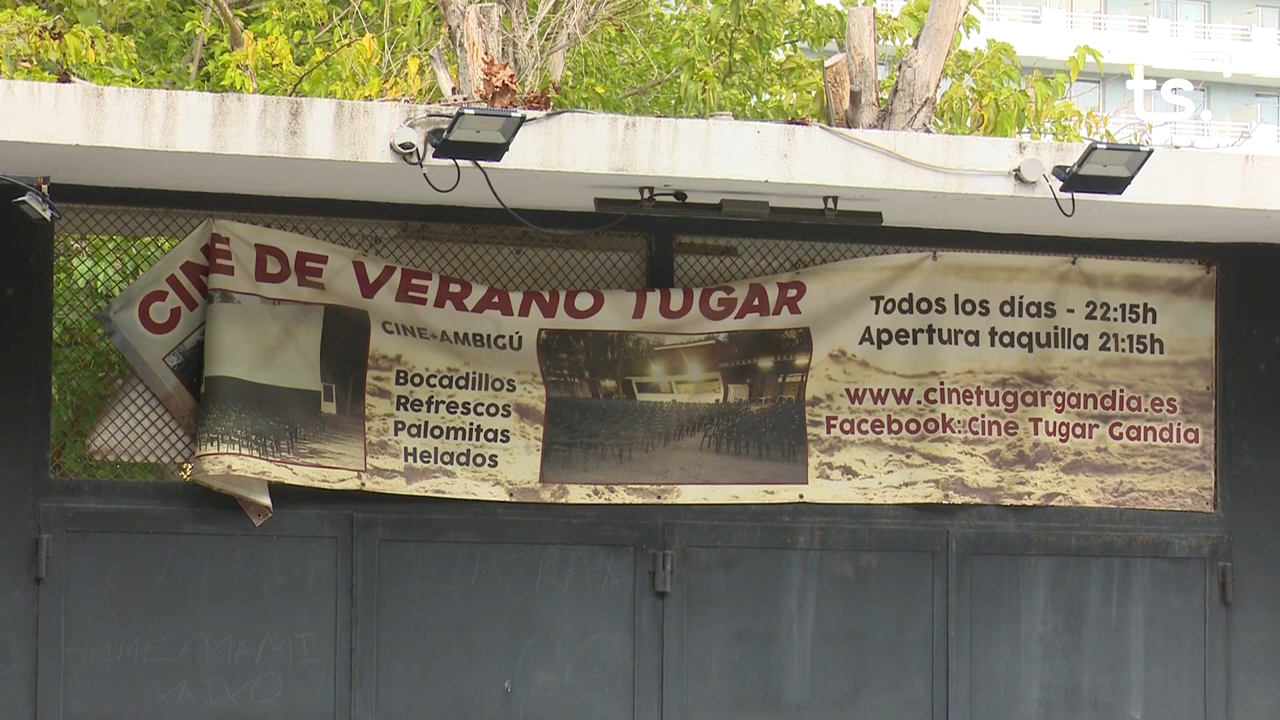 ts.
CINE DE VERANO TUGAR
CINE+AMBIGÚ
Bocadillos
Refrescos
Palomitas
Helados
Todos los días - 22:15h
Apertura taquilla 21:15h
www.cinetugargandia.es
Facebook: Cine Tugar Gandía